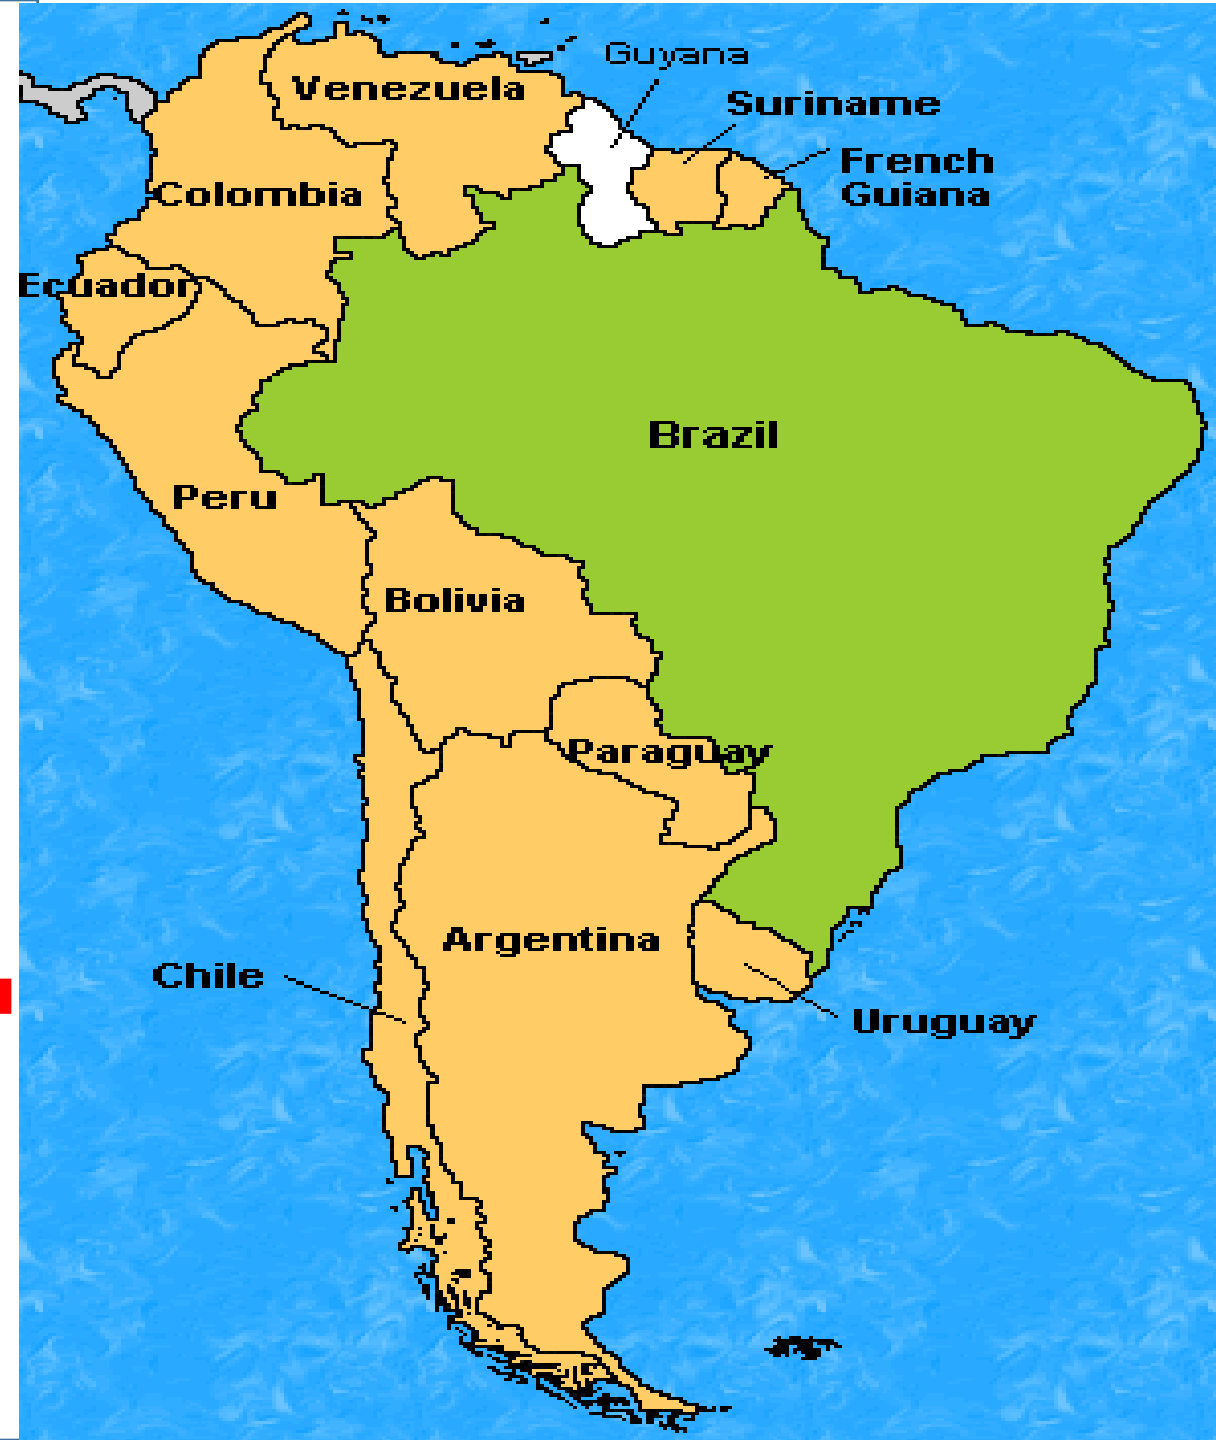 Guyana
Venezuela
Suriname
French
Guiana
Colombia
Ecuador
Brazil
Peru
Bolivia
Paraguay
Argentina
Chile
Uruguay